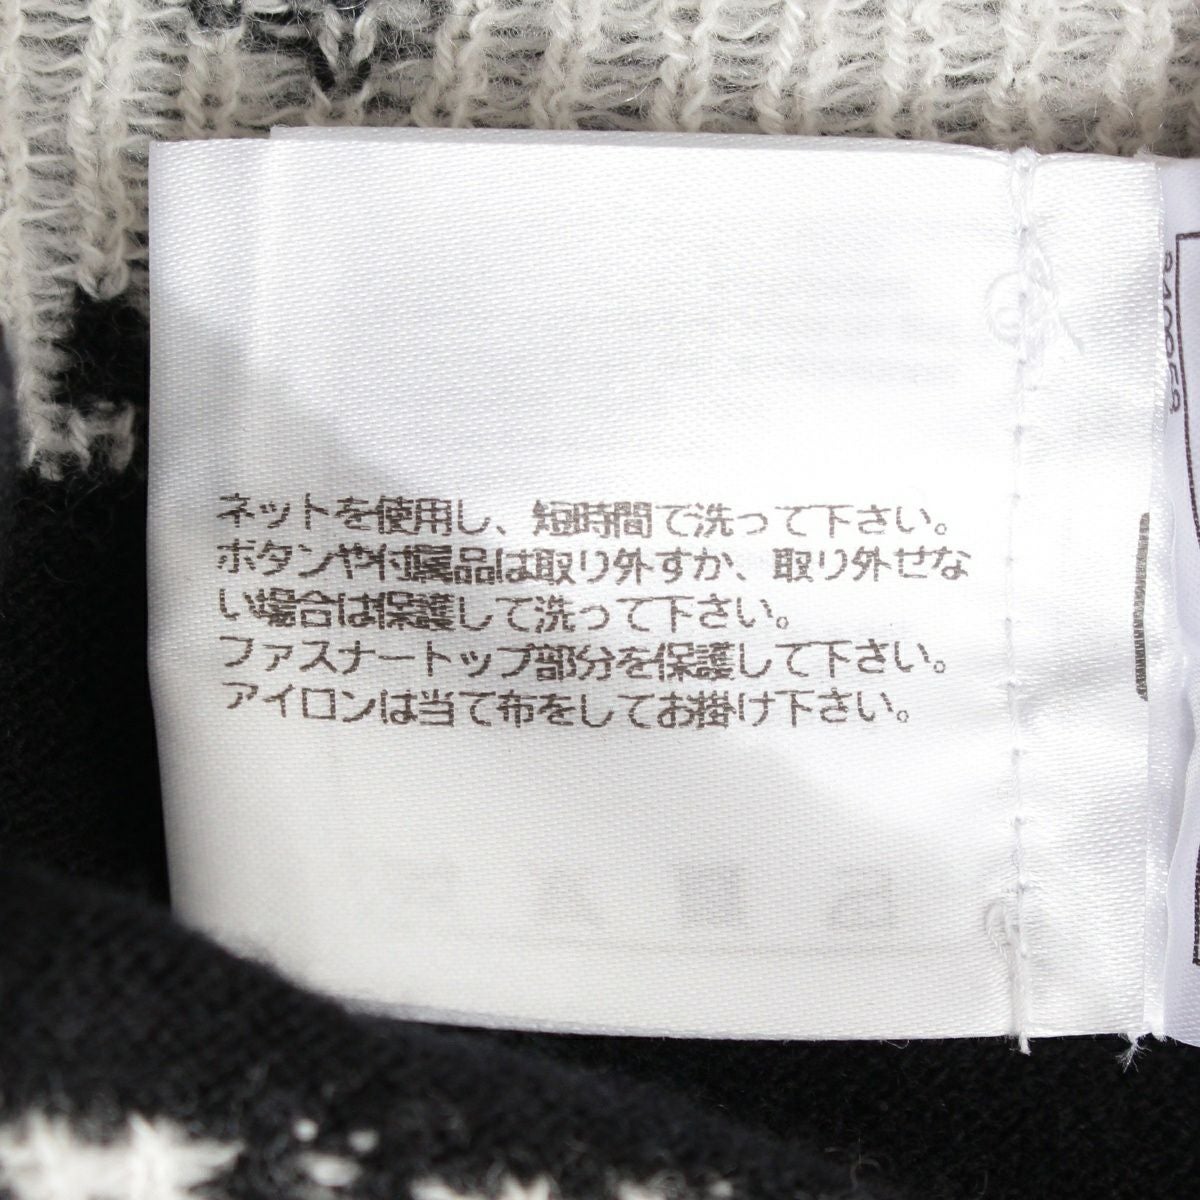 ネットを使用し、短時間で洗って下さい。
ボタンや付属品は取り外すか、取り外せな
い場合は保護して洗って下さい。
ファスナートップ部分を保護して下さい。
アイロンは当て布をしてお掛け下さい。